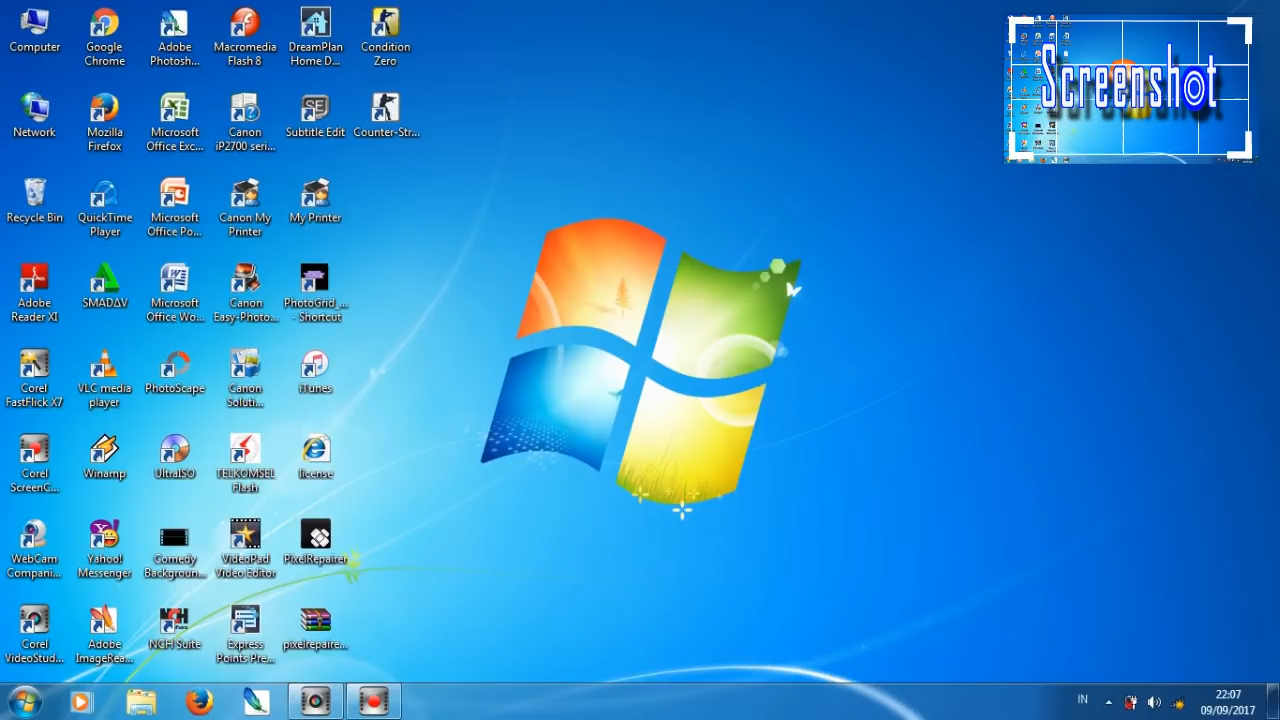 Computer
Google
Chrome
Adobe
Photosh...
Macromedia
Flash 8
DreamPlan
Home D...
Condition
Zero
Screenshot
Network
Mozilla
Firefox
Microsoft
Office Exc...
Canon
iP2700 seri...
SE
Subtitle Edit
Counter-Str...
Recycle Bin
QuickTime
Player
Microsoft
Office Po...
Canon My
Printer
My Printer
Adobe
Reader XI
SMADΔV
Microsoft
Office Wo...
Canon
Easy-Photo...
PhotoGrid_...
- Shortcut
Corel
FastFlick X7
VLC media
player
PhotoScape
Canon
Soluti...
iTunes
Corel
ScreenC...
Winamp
UltraISO
TELKOMSEL
Flash
license
WebCam
Compani...
Yahoo!
Messenger
Comedy
Backgroun...
VideoPad
Video Editor
PixelRepairer
Corel
VideoStud...
Adobe
ImageRea...
NCH
NCH Suite
Express
Points Pre...
pixelrepaire...
IN
22:07
09/09/2017